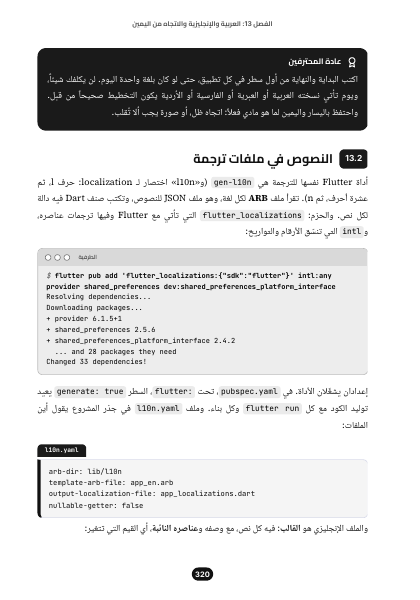 الفصل 13: العربية والإنجليزية والاتجاه من اليمين
عادة المحترفين
اكتب البداية والنهاية من أول سطر في كل تطبيق، حتى لو كان بلغة واحدة اليوم. لن يكلفك شيئاً،
ويوم تأتي نسخته العربية أو العبرية أو الفارسية أو الأردية يكون التخطيط صحيحاً من قبل.
واحتفظ باليسار واليمين لما هو مادي فعلاً: اتجاه ظل، أو صورة يجب ألا تُقلب.
13.2 النصوص في ملفات ترجمة
أداة Flutter نفسها للترجمة هي gen-l10n (و«l10n» اختصار لـ localization: حرف l، ثم
عشرة أحرف، ثم n). تقرأ ملف ARB لكل لغة، وهو ملف JSON للنصوص، وتكتب صنف Dart فيه دالة
لكل نص. والحزم: flutter_localizations التي تأتي مع Flutter وفيها ترجمات عناصره،
و intl التي تنسّق الأرقام والتواريخ:
الطرفية
$ flutter pub add 'flutter_localizations:{"sdk":"flutter"}' intl:any
provider shared_preferences dev:shared_preferences_platform_interface
Resolving dependencies...
Downloading packages...
+ provider 6.1.5+1
+ shared_preferences 2.5.6
+ shared_preferences_platform_interface 2.4.2
... and 28 packages they need
Changed 33 dependencies!
إعدادان يشغّلان الأداة. في pubspec.yaml، تحت flutter:، السطر generate: true يعيد
توليد الكود مع كل flutter run وكل بناء. وملف l10n.yaml في جذر المشروع يقول أين
الملفات:
l10n.yaml
arb-dir: lib/l10n
template-arb-file: app_en.arb
output-localization-file: app_localizations.dart
nullable-getter: false
والملف الإنجليزي هو القالب: فيه كل نص، مع وصفه وعناصره النائبة، أي القيم التي تتغير:
320